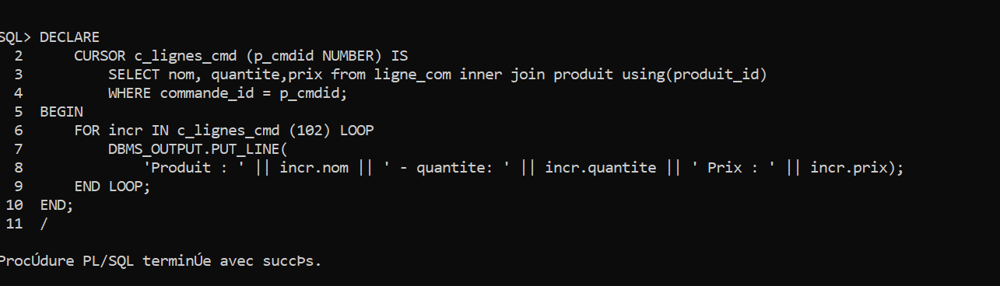 SQL> DECLARE
2 CURSOR c_lignes_cmd (p_cmdid NUMBER) IS
3 SELECT nom, quantite,prix from ligne_com inner join produit using(produit_id)
4 WHERE commande_id = p_cmdid;
5 BEGIN
6 FOR incr IN c_lignes_cmd (102) LOOP
7 DBMS_OUTPUT.PUT_LINE(
8 'Produit : ' || incr.nom || ' - quantite: ' || incr.quantite || ' Prix : ' || incr.prix);
9 END LOOP;
10 END;
11 /
ProcÚdure PL/SQL terminÚe avec succÞs.